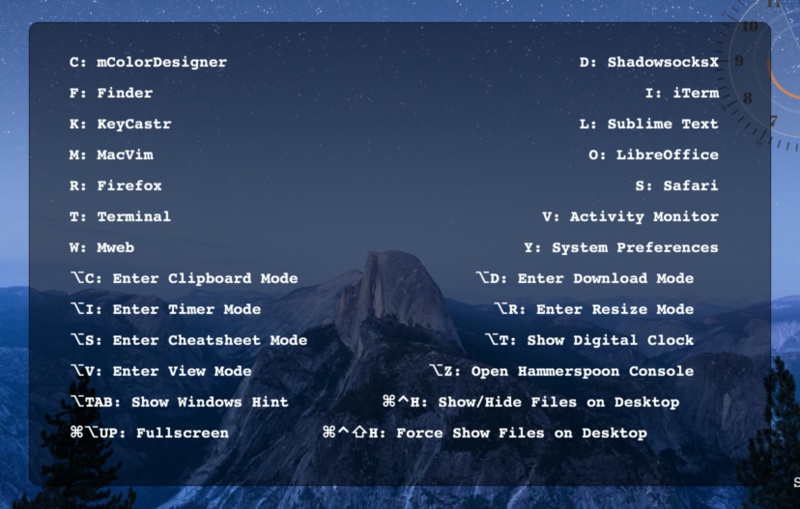 C: mColorDesigner D: ShadowsocksX
F: Finder I: iTerm
K: KeyCastr L: Sublime Text
M: MacVim O: LibreOffice
R: Firefox S: Safari
T: Terminal V: Activity Monitor
W: Mweb Y: System Preferences
⌥C: Enter Clipboard Mode ⌥D: Enter Download Mode
⌥I: Enter Timer Mode ⌥R: Enter Resize Mode
⌥S: Enter Cheatsheet Mode ⌥T: Show Digital Clock
⌥V: Enter View Mode ⌥Z: Open Hammerspoon Console
⌥TAB: Show Windows Hint ⌘^H: Show/Hide Files on Desktop
⌘⌥UP: Fullscreen ⌘^⇧H: Force Show Files on Desktop
11
10
9
8
7
S